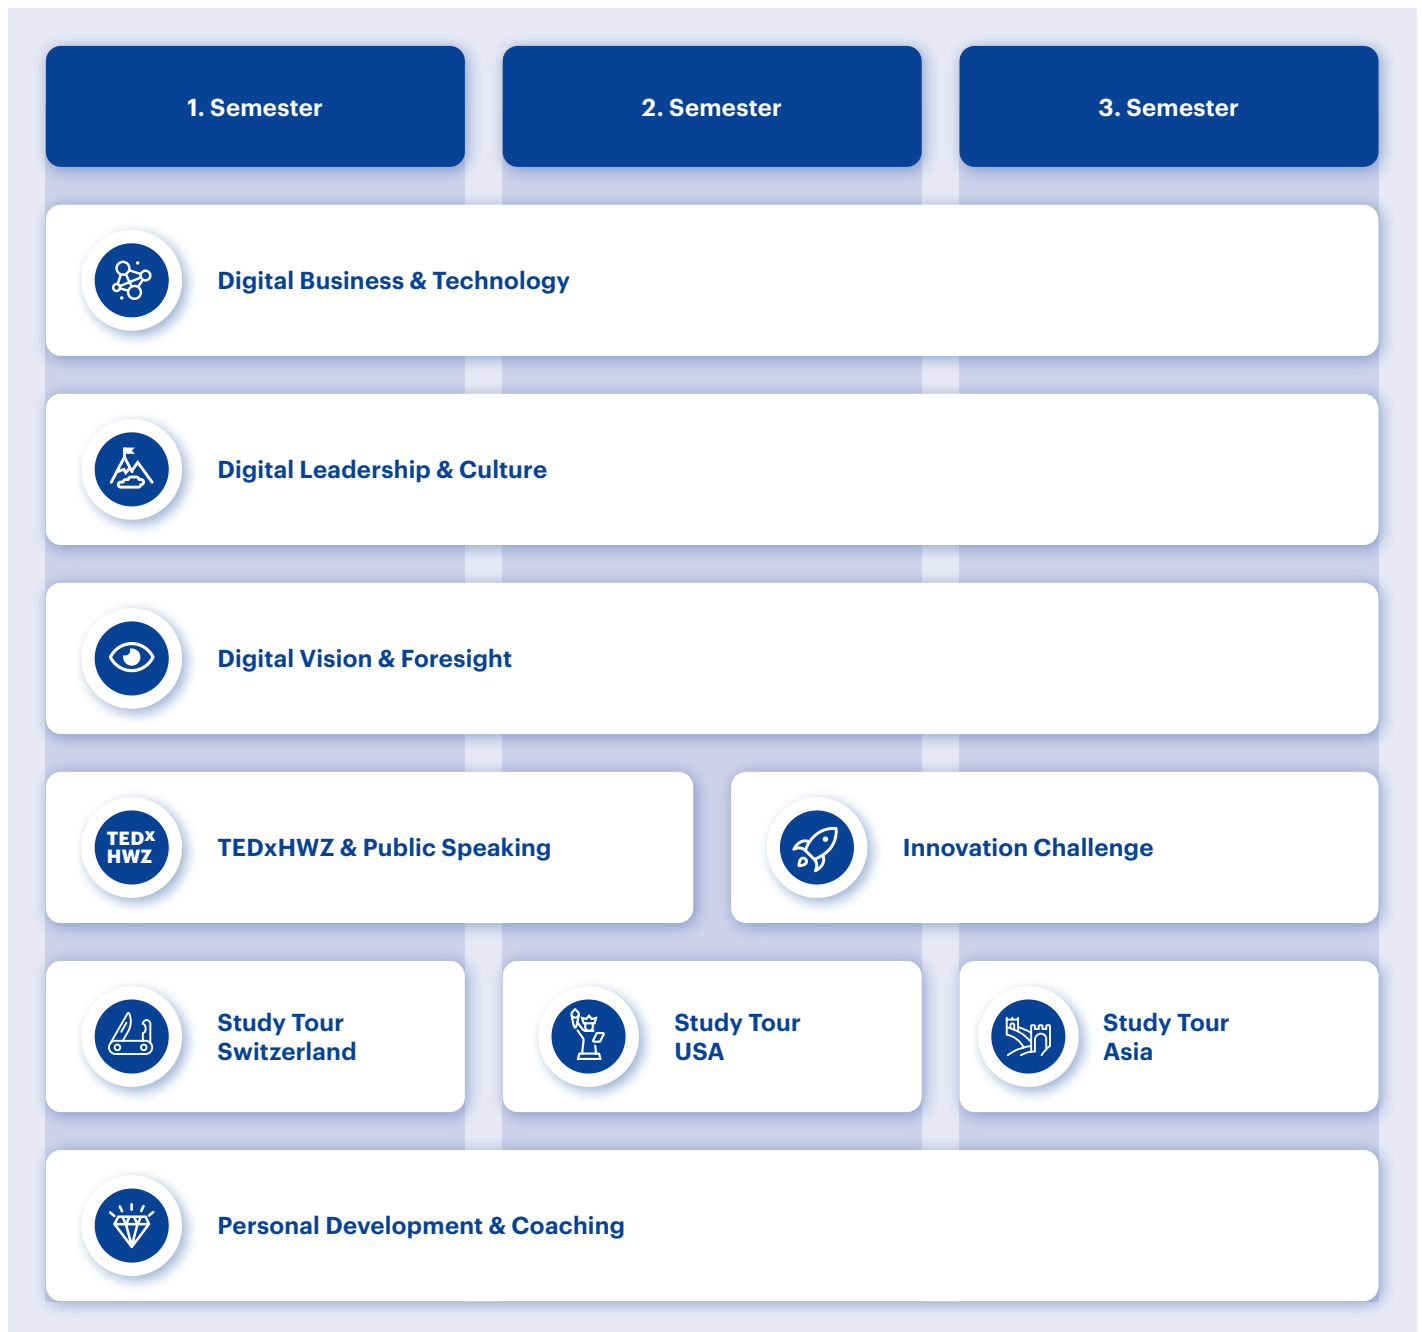 1. Semester
2. Semester
3. Semester
Digital Business & Technology
Digital Leadership & Culture
Digital Vision & Foresight
TEDx
HWZ
TEDxHWZ & Public Speaking
Innovation Challenge
Study Tour
Switzerland
Study Tour
USA
Study Tour
Asia
Personal Development & Coaching